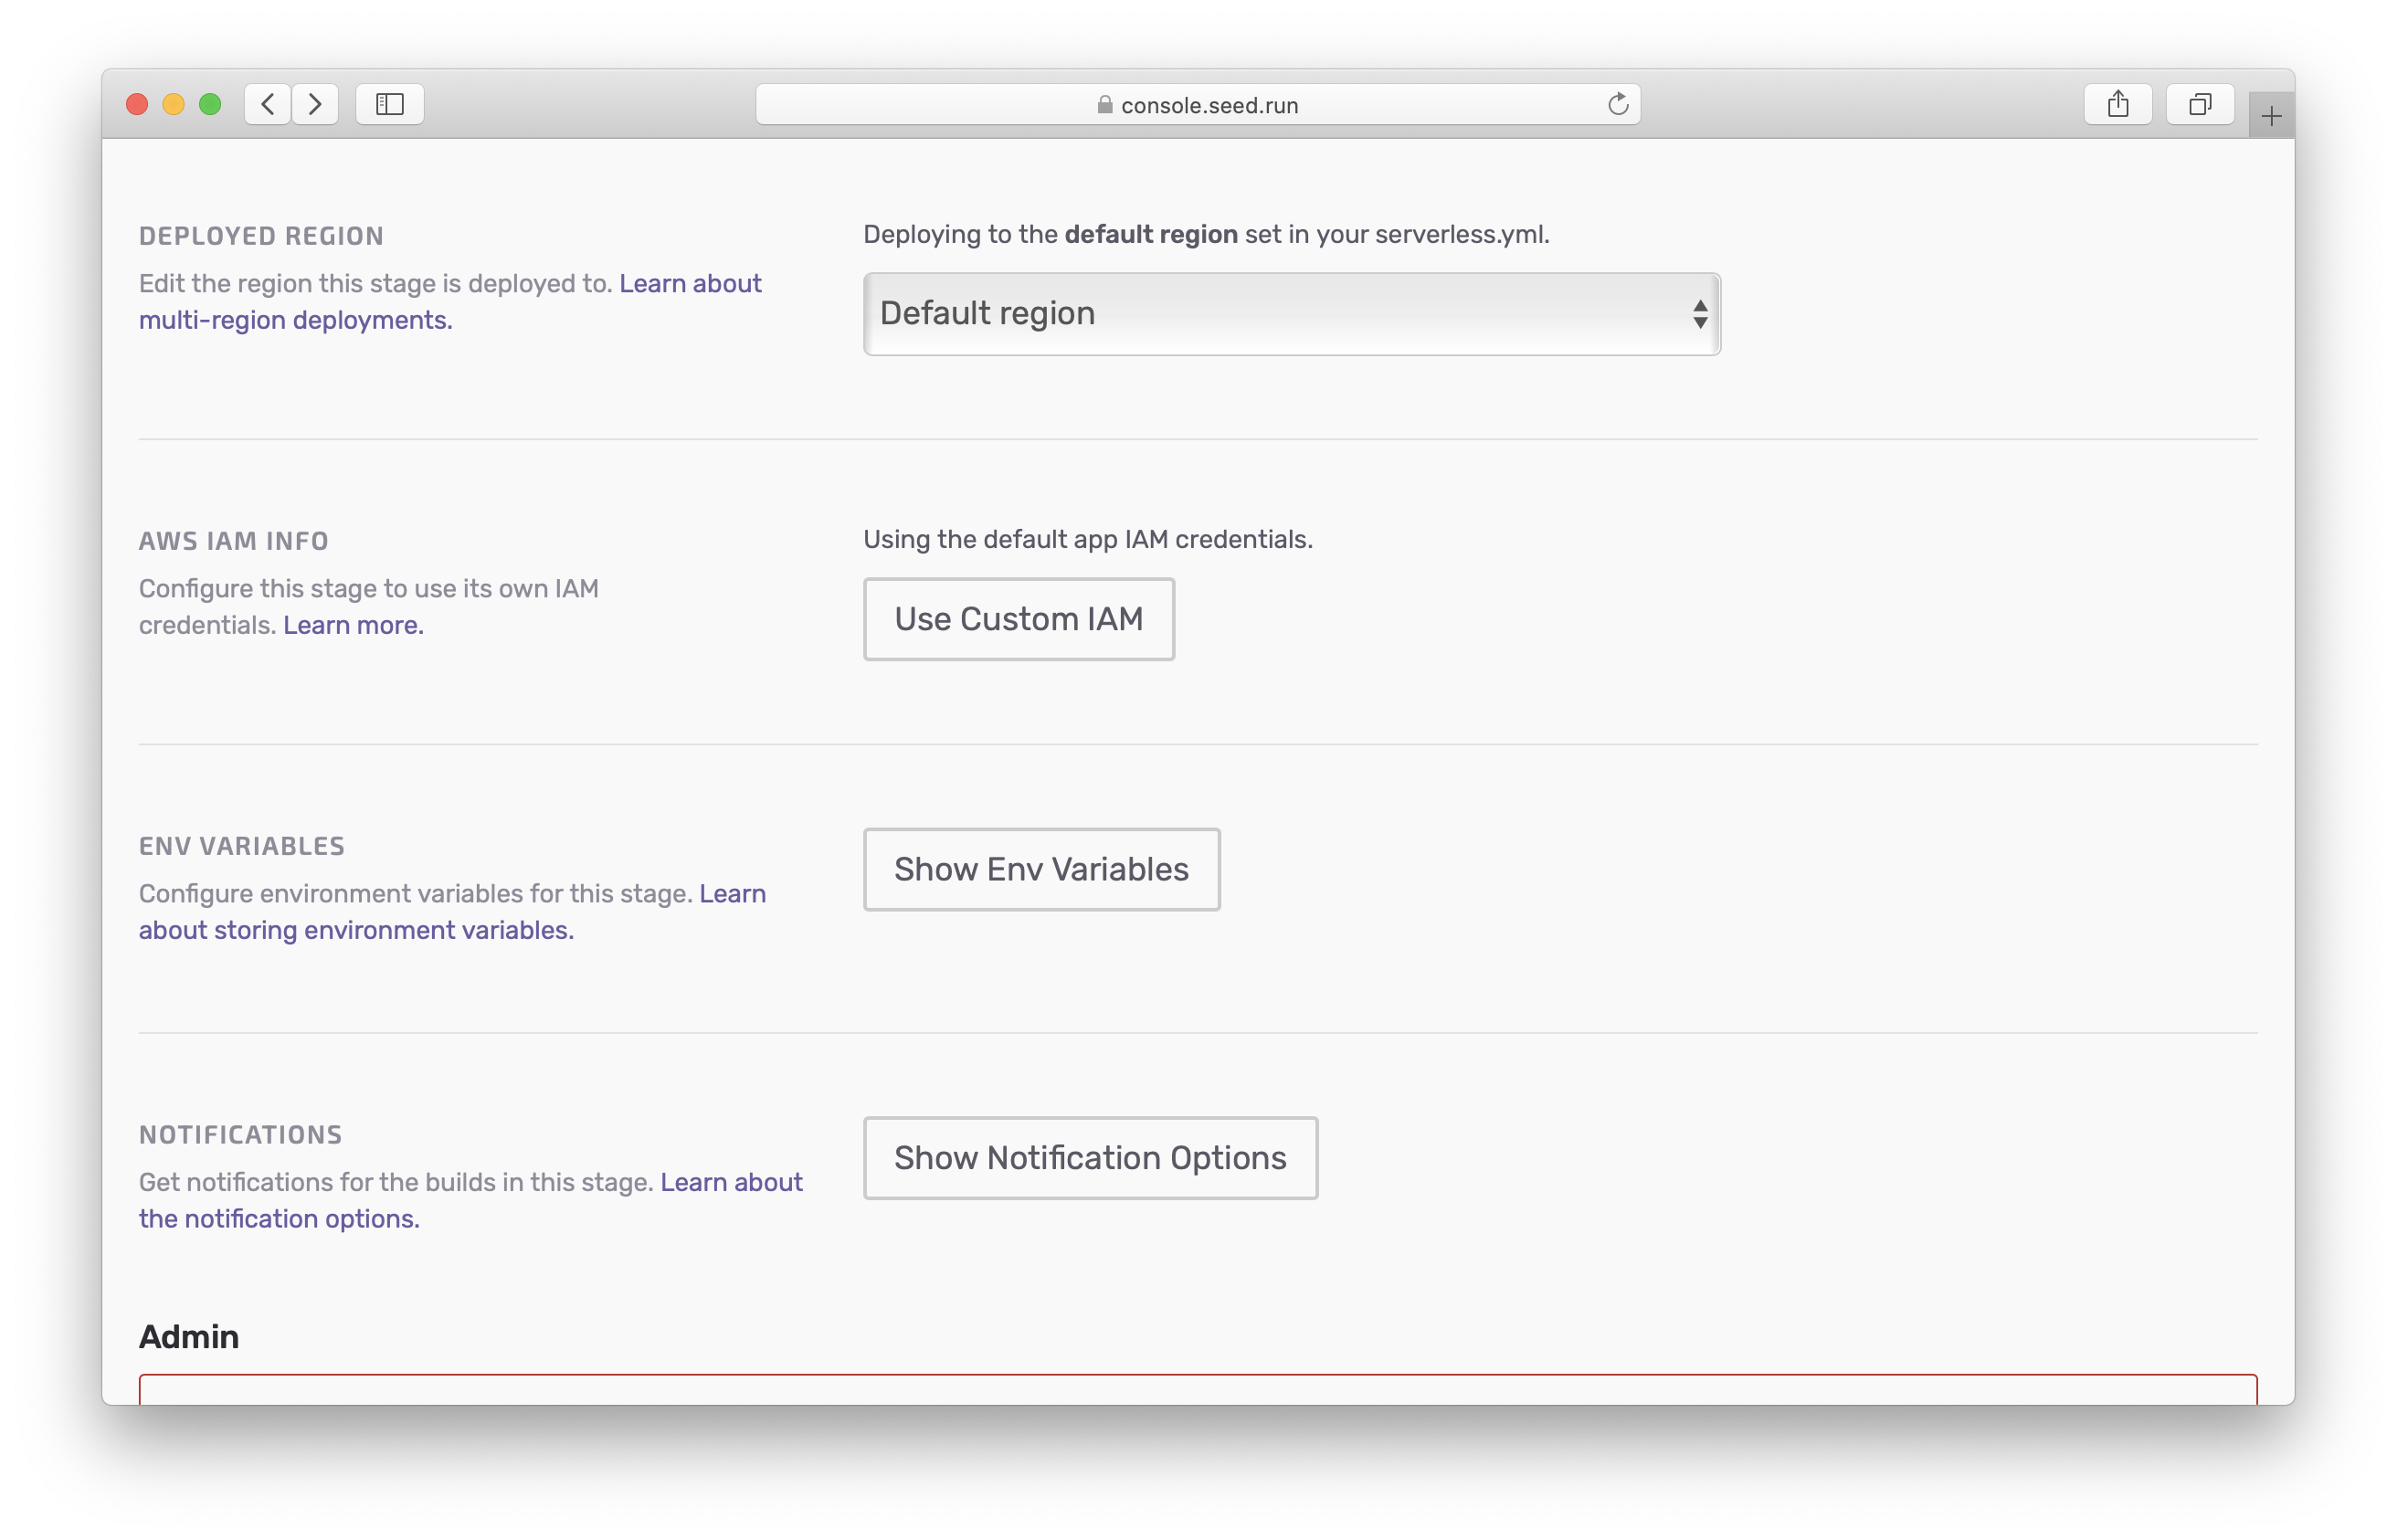 console.seed.run
DEPLOYED REGION
Edit the region this stage is deployed to. Learn about
multi-region deployments.
Deploying to the default region set in your serverless.yml.
Default region
AWS IAM INFO
Configure this stage to use its own IAM
credentials. Learn more.
Using the default app IAM credentials.
Use Custom IAM
ENV VARIABLES
Configure environment variables for this stage. Learn
about storing environment variables.
Show Env Variables
NOTIFICATIONS
Get notifications for the builds in this stage. Learn about
the notification options.
Show Notification Options
Admin